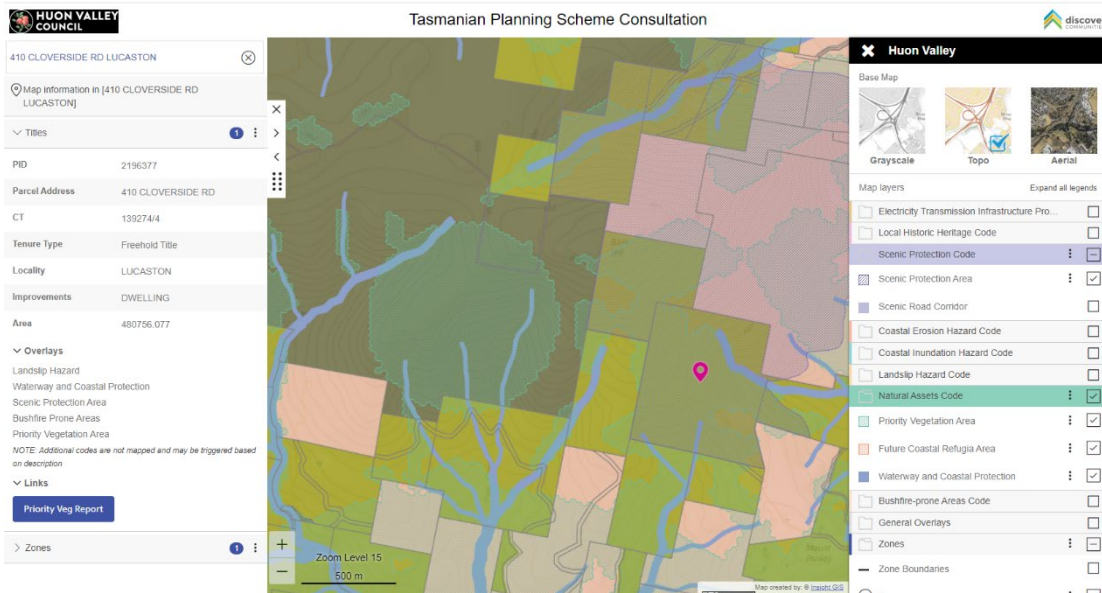 HUON VALLEY
COUNCIL
Tasmanian Planning Scheme Consultation
discove
COMMUNITIE
410 CLOVERSIDE RD LUCASTON
Map information in [410 CLOVERSIDE RD
LUCASTON]
Titles 1
PID 2196377
Parcel Address 410 CLOVERSIDE RD
CT 139274/4
Tenure Type Freehold Title
Locality LUCASTON
Improvements DWELLING
Area 480756.077
Overlays
Landslip Hazard
Waterway and Coastal Protection
Scenic Protection Area
Bushfire Prone Areas
Priority Vegetation Area
NOTE: Additional codes are not mapped and may be triggered based
on description
Links
Priority Veg Report
Zones 1
Zoom Level 15
500 m
Map created by: © Insight GIS
Huon Valley
Base Map
Grayscale Topo Aerial
Map layers Expand all legends
Electricity Transmission Infrastructure Pro...
Local Historic Heritage Code
Scenic Protection Code
Scenic Protection Area
Scenic Road Corridor
Coastal Erosion Hazard Code
Coastal Inundation Hazard Code
Landslip Hazard Code
Natural Assets Code
Priority Vegetation Area
Future Coastal Refugia Area
Waterway and Coastal Protection
Bushfire-prone Areas Code
General Overlays
Zones
Zone Boundaries